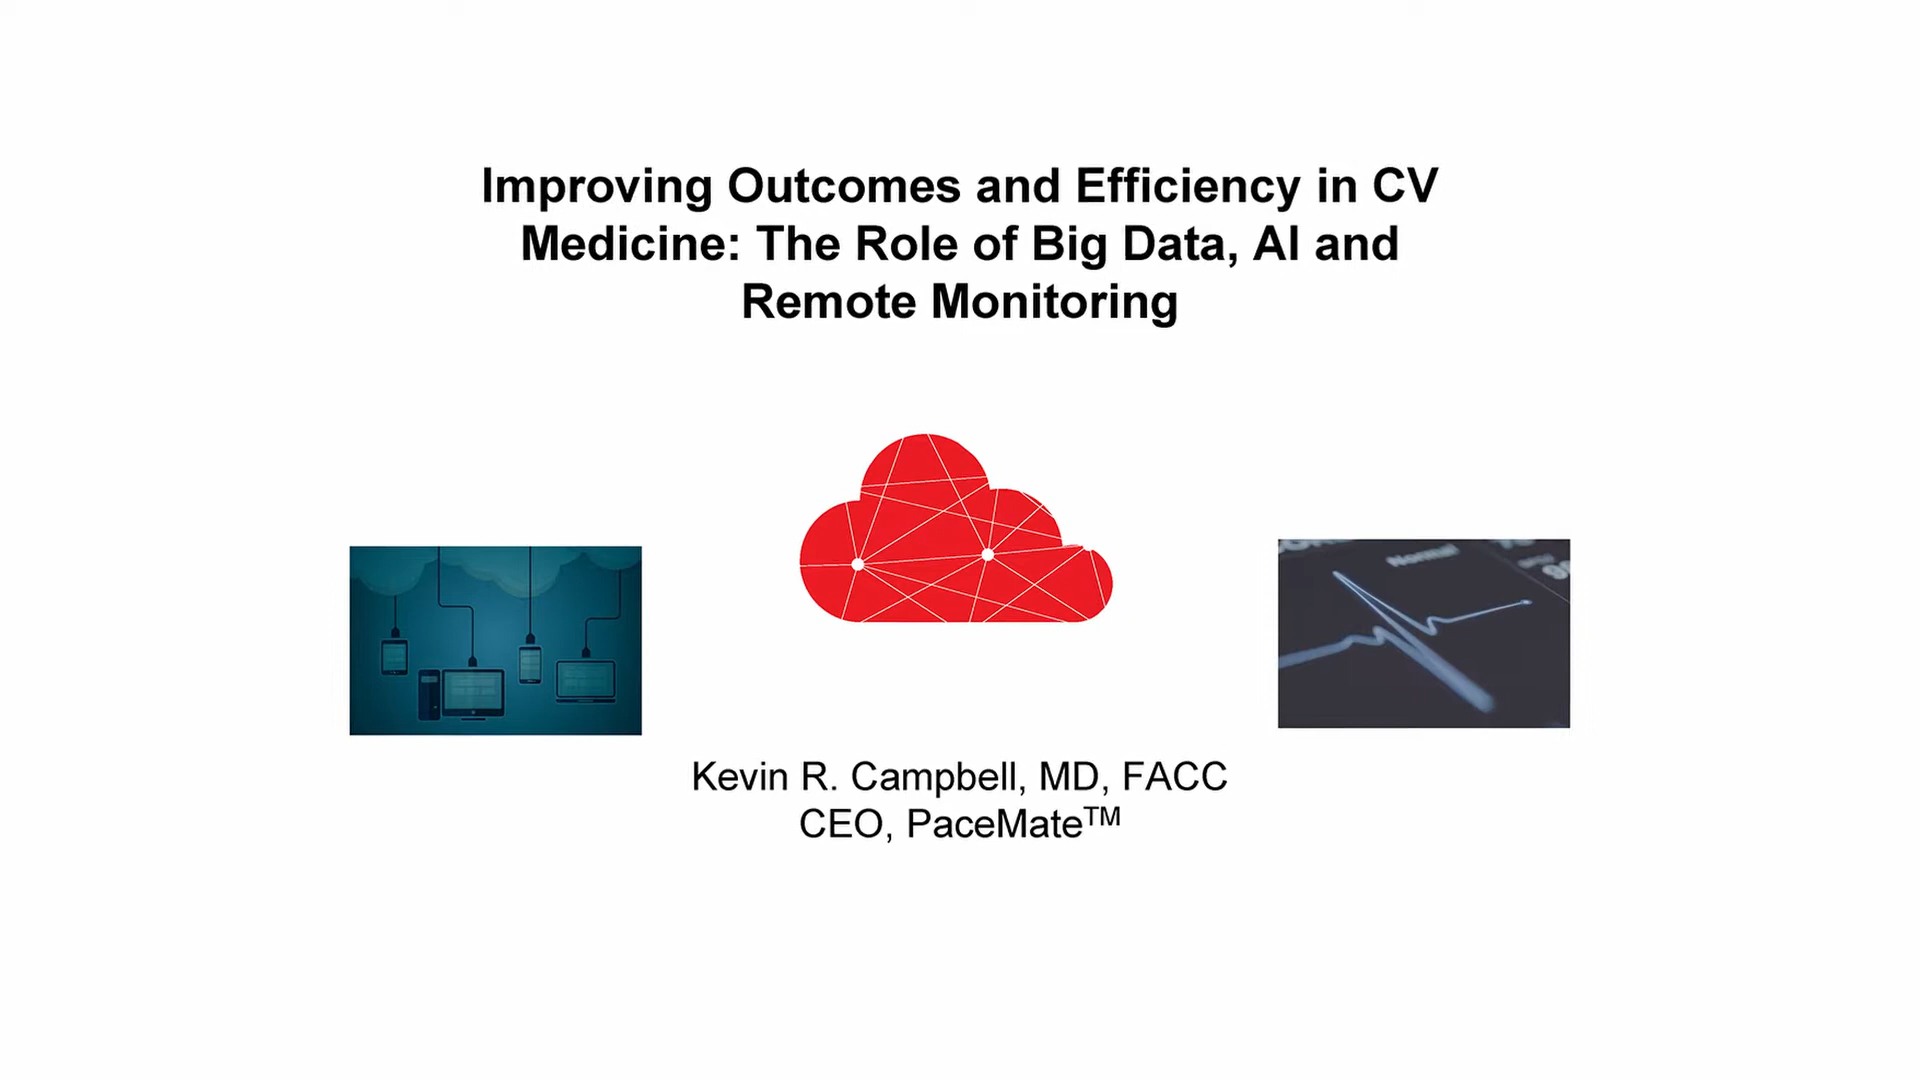 Improving Outcomes and Efficiency in CV
Medicine: The Role of Big Data, AI and
Remote Monitoring
Normal
Kevin R. Campbell, MD, FACC
CEO, PaceMate™